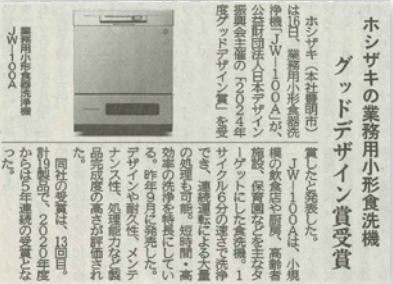 ホシザキの業務用小形食洗機
グッドデザイン賞受賞
ホシザキ（本社豊明市）
は16日、業務用小形食器洗
浄機「JW―100A」が、
公益財団法人日本デザイン
振興会主催の「2024年
度グッドデザイン賞」を受
賞したと発表した。
JW―100Aは、小規
模の飲食店や厨房、高齢者
施設、保育園などを主なタ
ーゲットにした食洗機。1
サイクル6分の速さで洗浄
でき、連続運転による大量
の処理も可能。短時間・高
効率の洗浄を特長にしてい
る。昨年9月に発売した。
デザインや耐久性、メンテ
ナンス性、処理能力など製
品完成度の高さが評価され
た。
同社の受賞は、13回目。
計19製品で、2020年度
からは5年連続の受賞とな
った。
業務用小形食器洗浄機
JW―100A